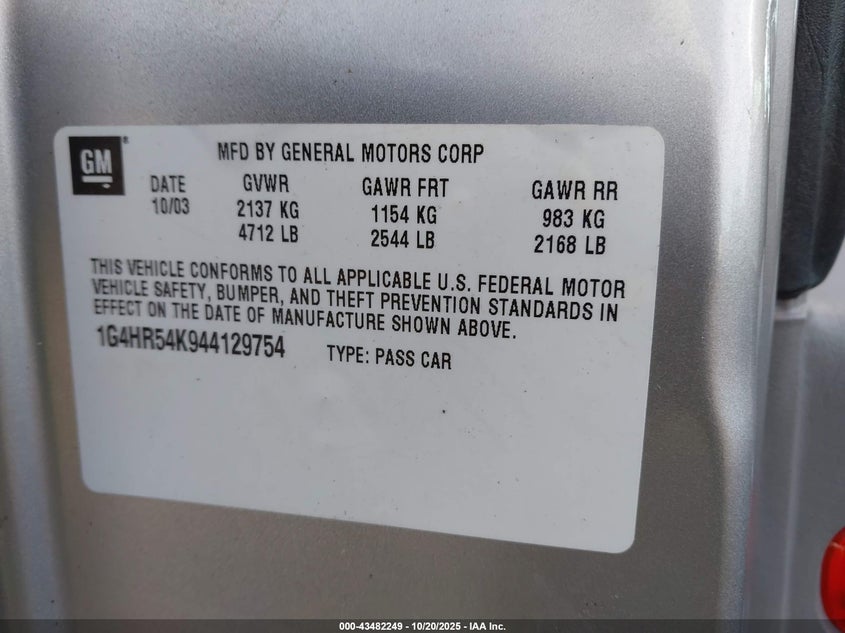 GM ®
MFD BY GENERAL MOTORS CORP
DATE GVWR GAWR FRT GAWR RR
10/03 2137 KG 1154 KG 983 KG
4712 LB 2544 LB 2168 LB
THIS VEHICLE CONFORMS TO ALL APPLICABLE U.S. FEDERAL MOTOR
VEHICLE SAFETY, BUMPER, AND THEFT PREVENTION STANDARDS IN
EFFECT ON THE DATE OF MANUFACTURE SHOWN ABOVE.
1G4HR54K944129754 TYPE: PASS CAR
000-43482249 - 10/20/2025 - IAA Inc.